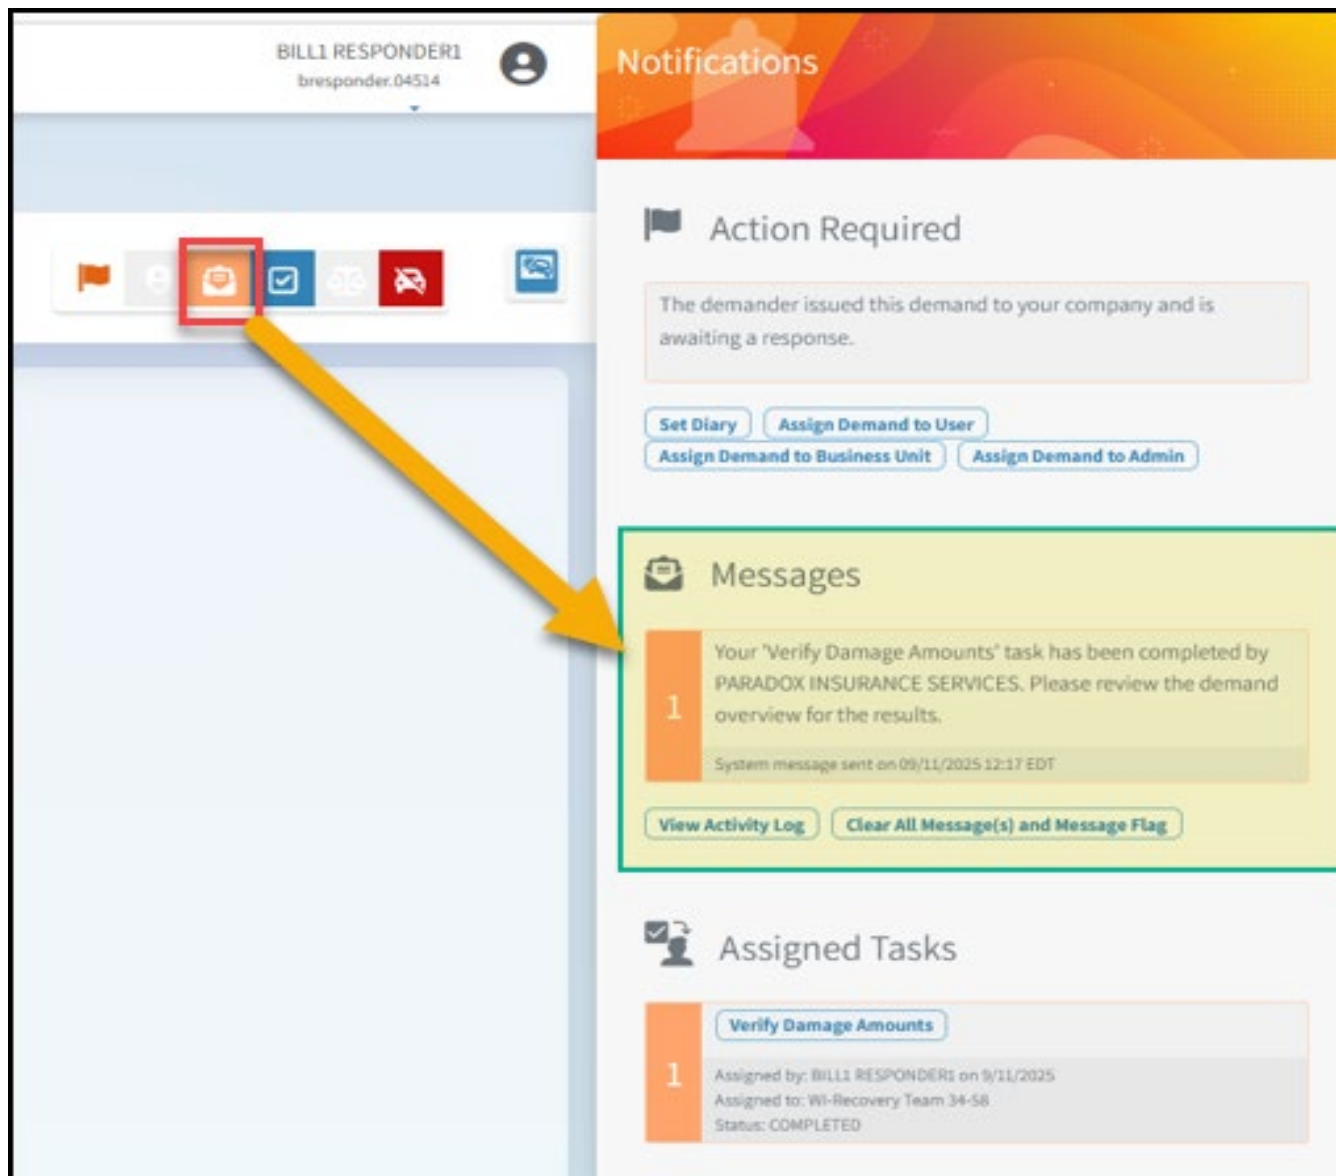 BILL1 RESPONDER1
bresponder.04514
Notifications
Action Required
The demander issued this demand to your company and is
awaiting a response.
Set Diary Assign Demand to User
Assign Demand to Business Unit Assign Demand to Admin
Messages
1
Your 'Verify Damage Amounts' task has been completed by
PARADOX INSURANCE SERVICES. Please review the demand
overview for the results.
System message sent on 09/11/2025 12:17 EDT
View Activity Log Clear All Message(s) and Message Flag
Assigned Tasks
1
Verify Damage Amounts
Assigned by: BILL1 RESPONDER1 on 9/11/2025
Assigned to: WI-Recovery Team 34-58
Status: COMPLETED